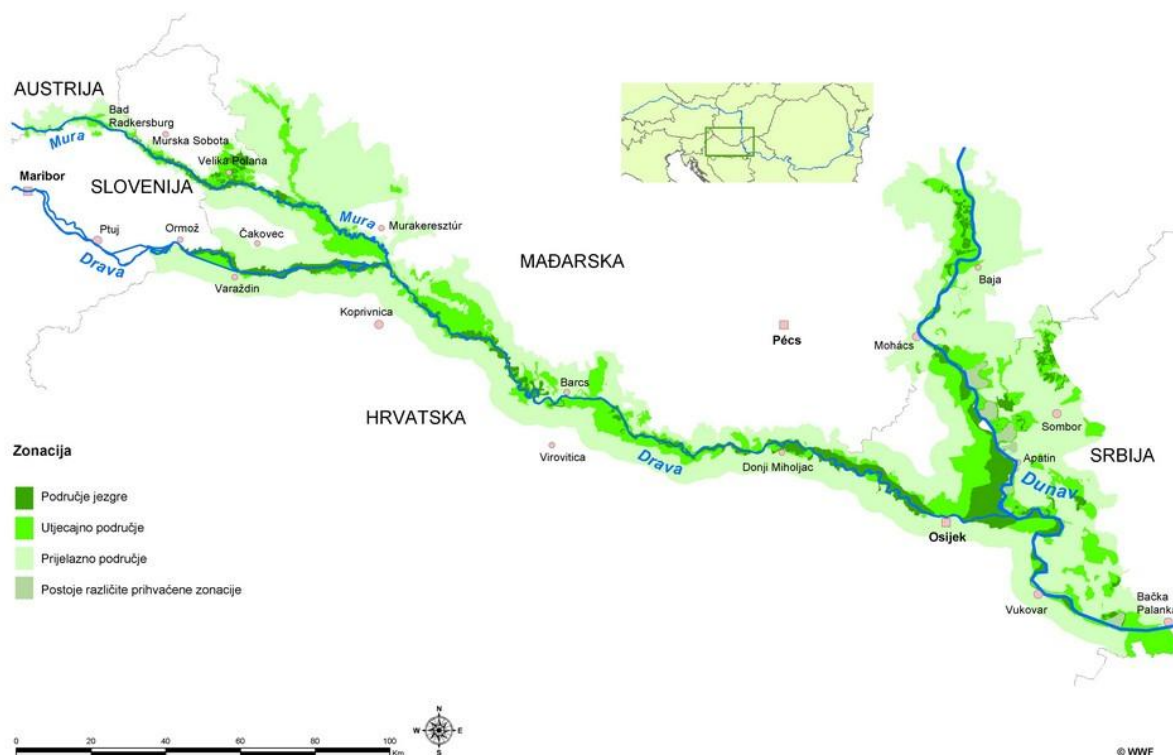 AUSTRIJA
Bad
Radkersburg
Mura
Murska Sobota
Velika Polana
Maribor
SLOVENIJA
Ptuj
Ormož
Čakovec
Mura
Murakeresztúr
Drava
Varaždin
MAĐARSKA
Koprivnica
Baja
Pécs
Mohács
Barcs
HRVATSKA
Sombor
Zonacija
Virovitica
Drava
Donji Miholjac
Apatin
SRBIJA
Dunav
Područje jezgre
Utjecajno područje
Osijek
Prijelazno područje
Postoje različite prihvaćene zonacije
Vukovar
Bačka
Palanka
N
W
E
S
0 20 40 60 80 100
Km
© WWF